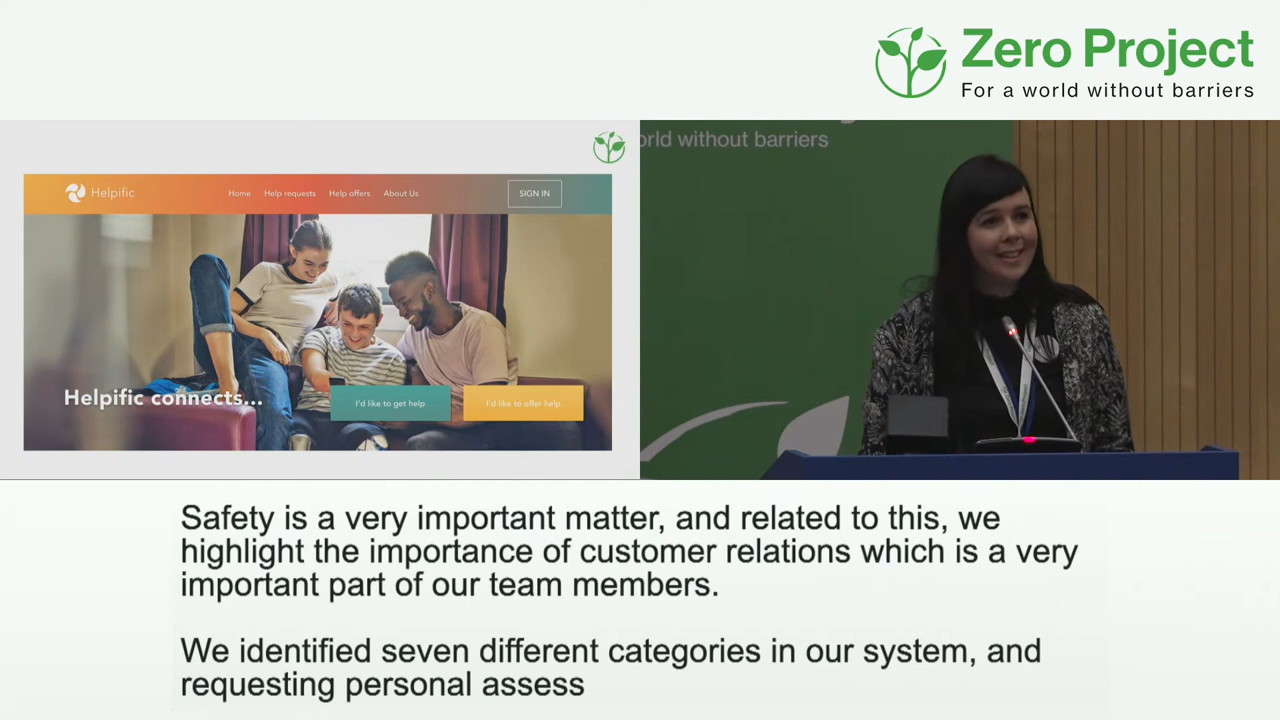 Zero Project
For a world without barriers
orld without barriers
Helpific
Home Help requests Help offers About Us
SIGN IN
Helpific connects...
I'd like to get help
I'd like to offer help
Safety is a very important matter, and related to this, we
highlight the importance of customer relations which is a very
important part of our team members.
We identified seven different categories in our system, and
requesting personal assess